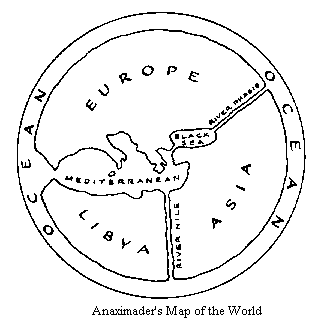 EUROPE
OCEAN
OCEAN
RIVER PHASIS
BLACK SEA
MEDITERRANEAN
LIBYA
RIVER NILE
ASIA
Anaximader's Map of the World